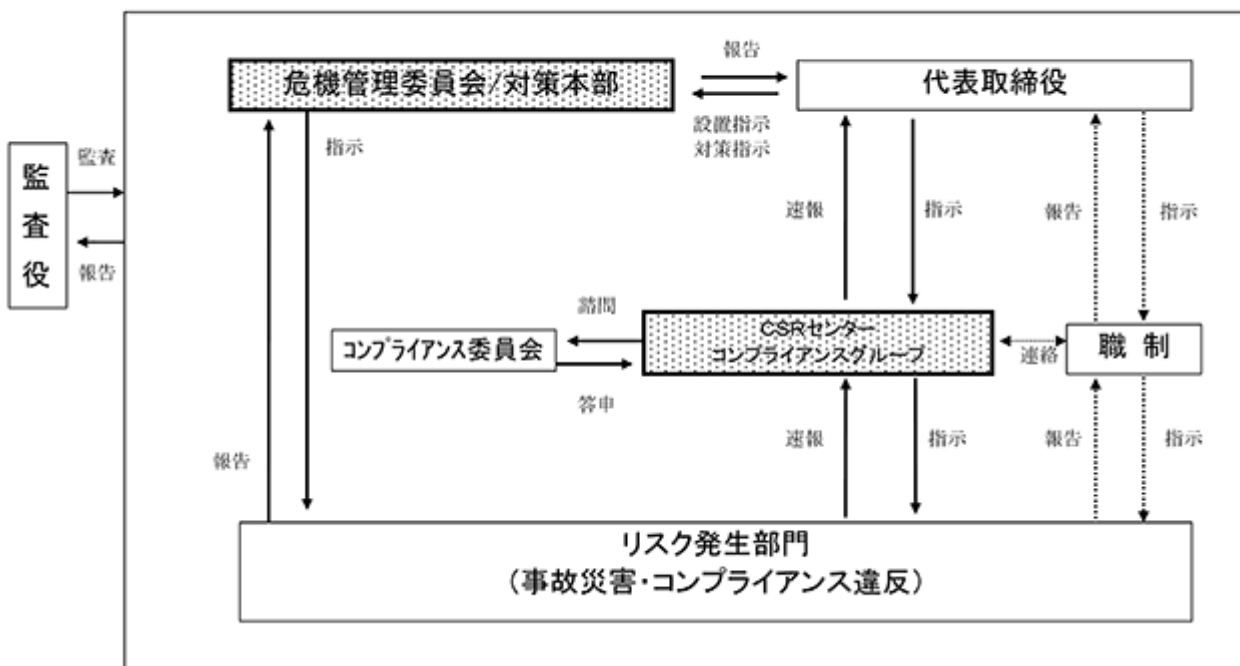 報告
危機管理委員会/対策本部
代表取締役
設置指示
対策指示
指示
監査
監査役
報告
速報
指示
報告
指示
諮問
CSRセンター
コンプライアンスグループ
コンプライアンス委員会
連絡
職制
答申
速報
指示
報告
指示
報告
リスク発生部門
(事故災害・コンプライアンス違反)